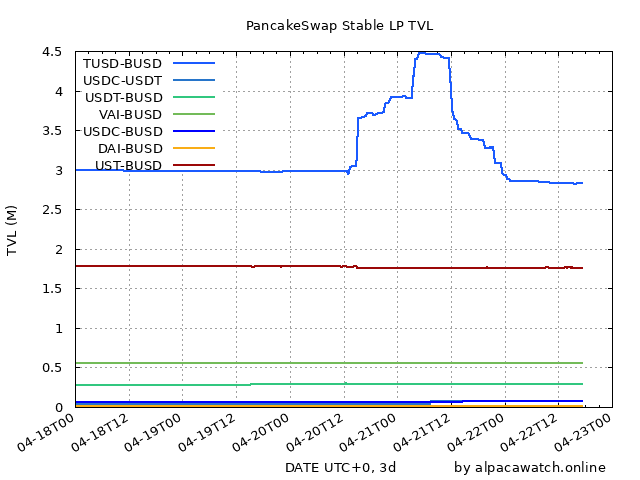 PancakeSwap Stable LP TVL
4.5
4
3.5
3
2.5
2
1.5
1
0.5
0
TVL (M)
TUSD-BUSD
USDC-USDT
USDT-BUSD
VAI-BUSD
USDC-BUSD
DAI-BUSD
UST-BUSD
04-18T00
04-18T12
04-19T00
04-19T12
04-20T00
04-20T12
04-21T00
04-21T12
04-22T00
04-22T12
04-23T00
DATE UTC+0, 3d
by alpacawatch.online